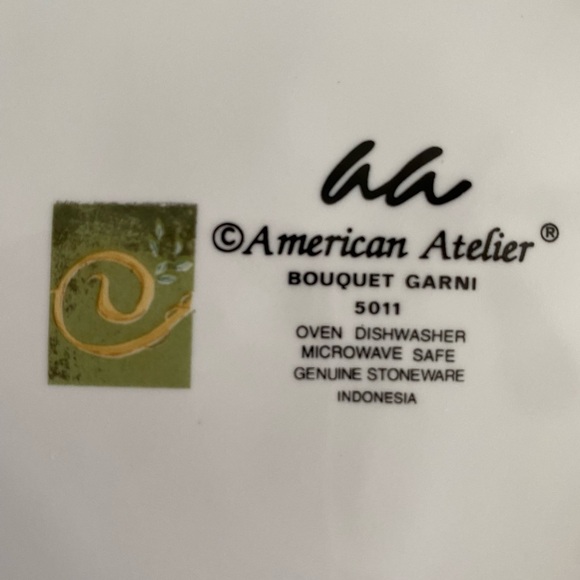 aa
©American Atelier®
BOUQUET GARNI
5011
OVEN DISHWASHER
MICROWAVE SAFE
GENUINE STONEWARE
INDONESIA